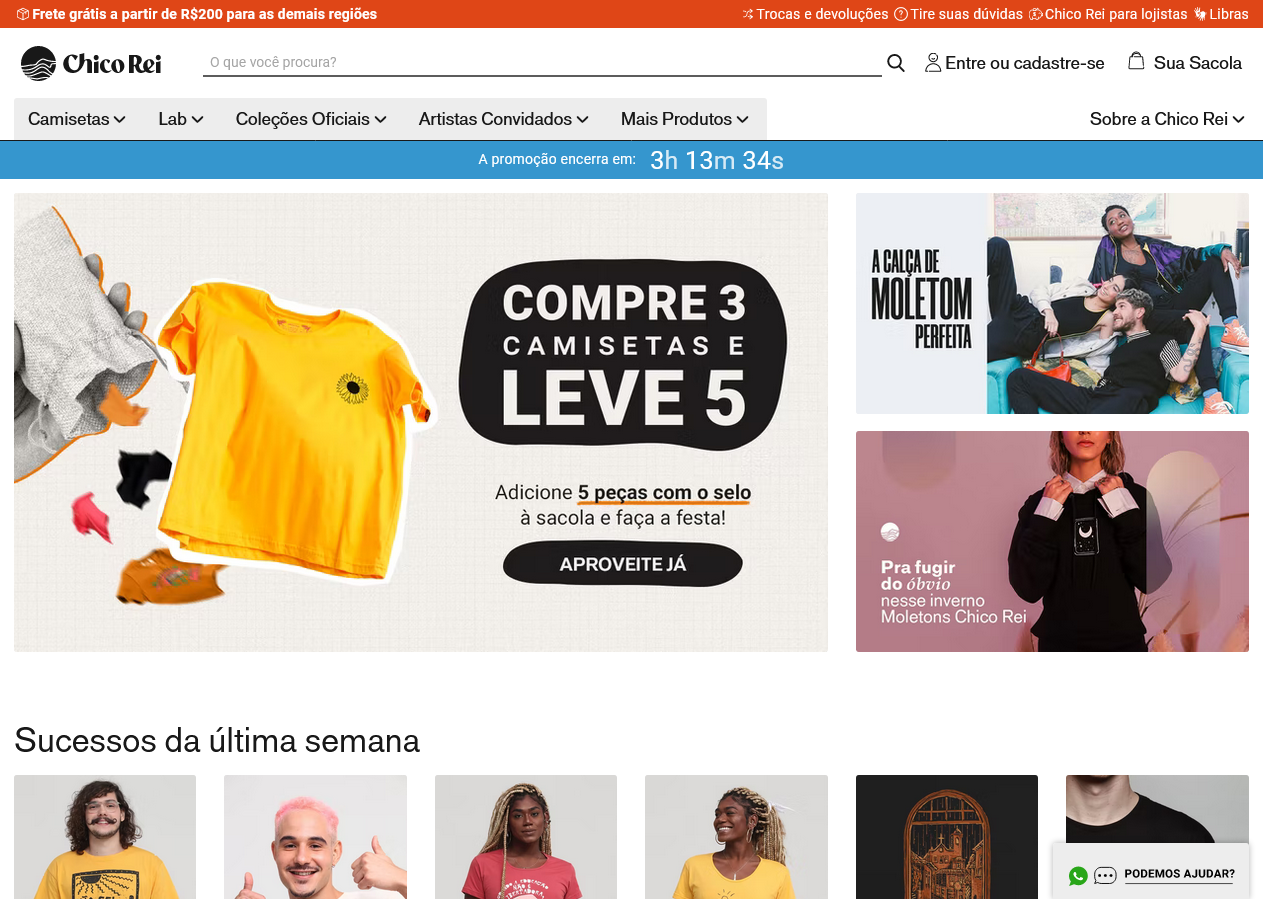 Frete grátis a partir de R$200 para as demais regiões
Trocas e devoluções
Tire suas dúvidas
Chico Rei para lojistas
Libras
Chico Rei
O que você procura?
Entre ou cadastre-se
Sua Sacola
Camisetas
Lab
Coleções Oficiais
Artistas Convidados
Mais Produtos
Sobre a Chico Rei
A promoção encerra em: 3h 13m 34s
COMPRE 3
CAMISETAS E
LEVE 5
Adicione 5 peças com o selo
à sacola e faça a festa!
APROVEITE JÁ
A CALÇA DE
MOLETOM
PERFEITA
Pra fugir
do óbvio
nesse inverno
Moletons Chico Rei
Sucessos da última semana
PODEMOS AJUDAR?